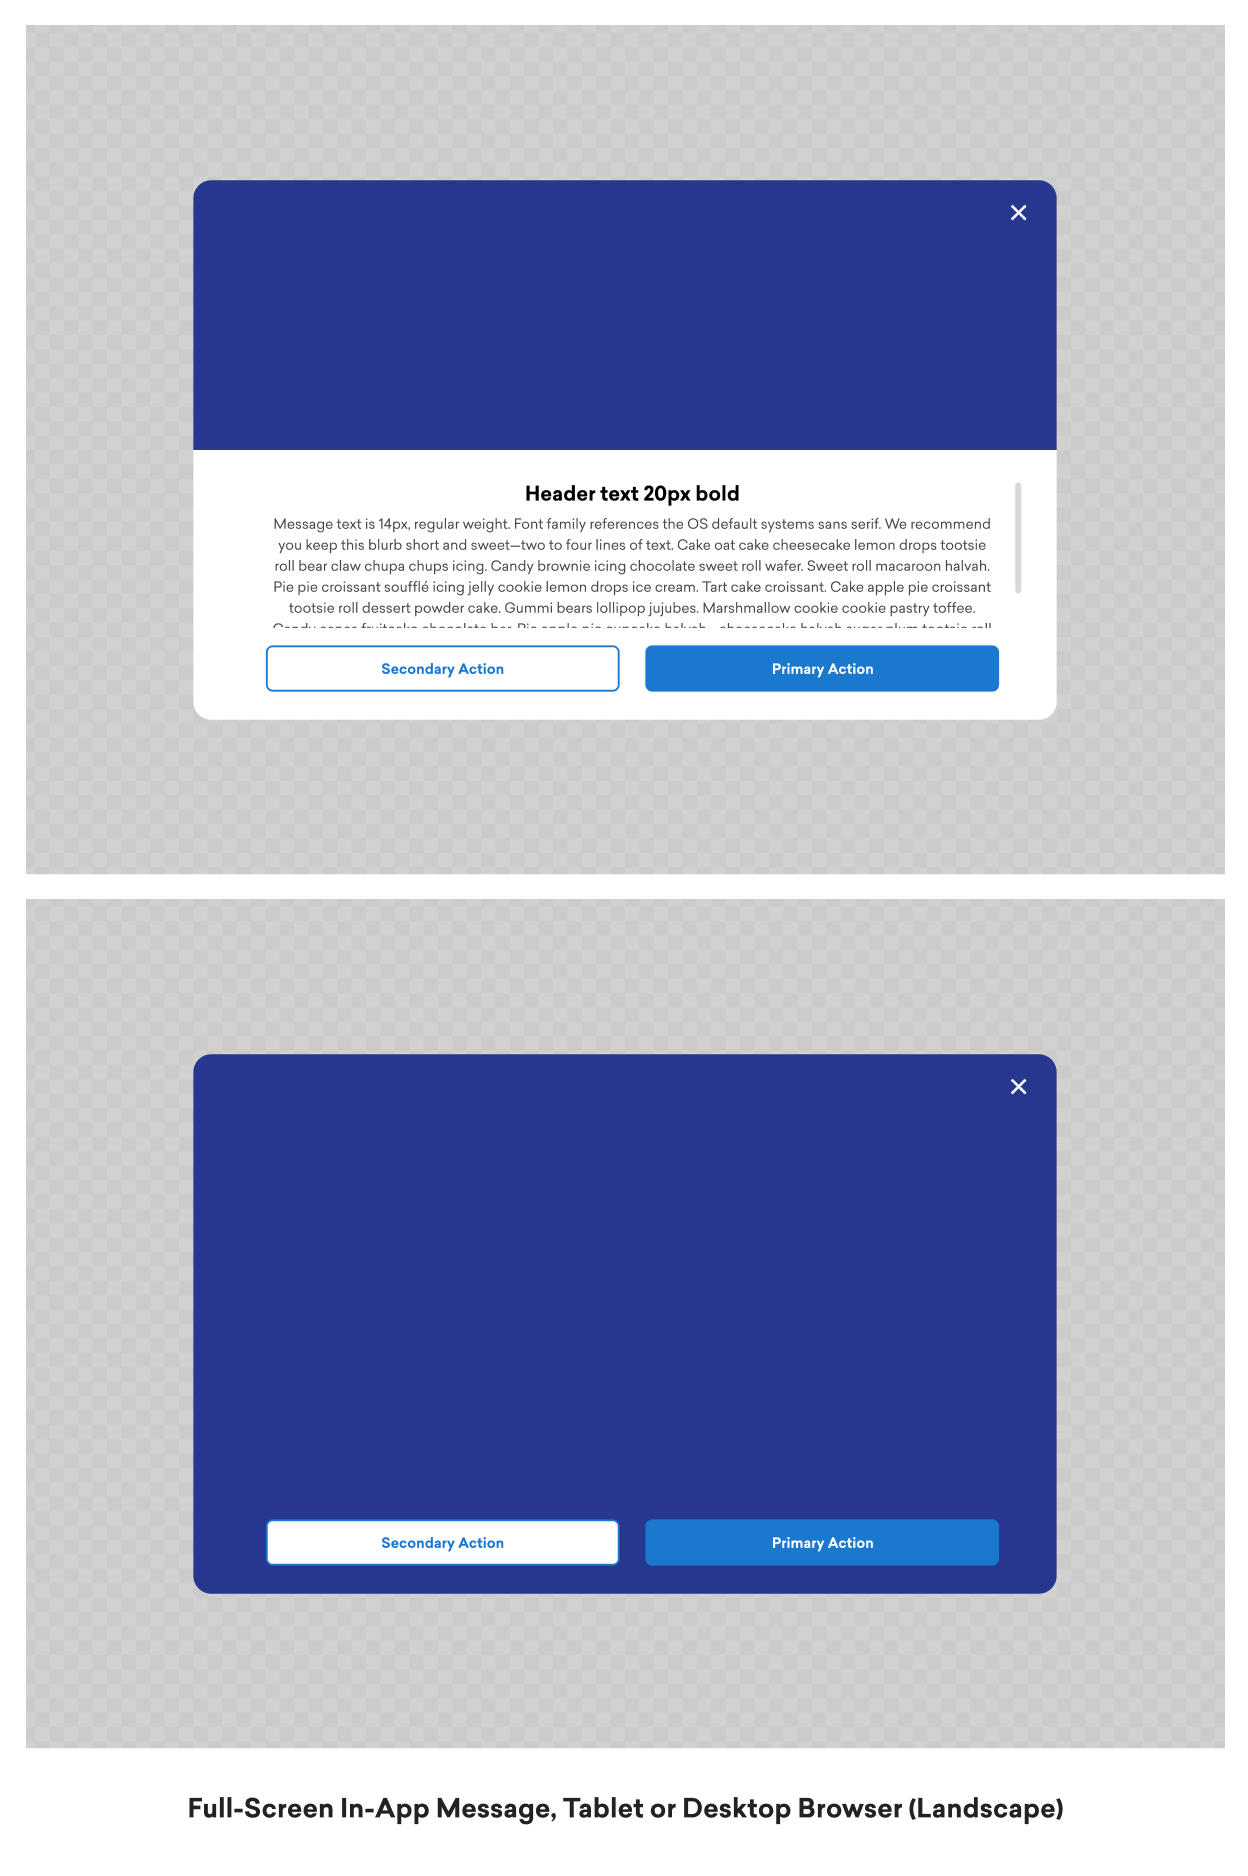 Header text 20px bold
Message text is 14px, regular weight. Font family references the OS default systems sans serif. We recommend
you keep this blurb short and sweet—two to four lines of text. Cake oat cake cheesecake lemon drops tootsie
roll bear claw chupa chups icing. Candy brownie icing chocolate sweet roll wafer. Sweet roll macaroon halvah.
Pie pie croissant soufflé icing jelly cookie lemon drops ice cream. Tart cake croissant. Cake apple pie croissant
tootsie roll dessert powder cake. Gummi bears lollipop jujubes. Marshmallow cookie cookie pastry toffee.
Secondary Action
Primary Action
Secondary Action
Primary Action
Full-Screen In-App Message, Tablet or Desktop Browser (Landscape)